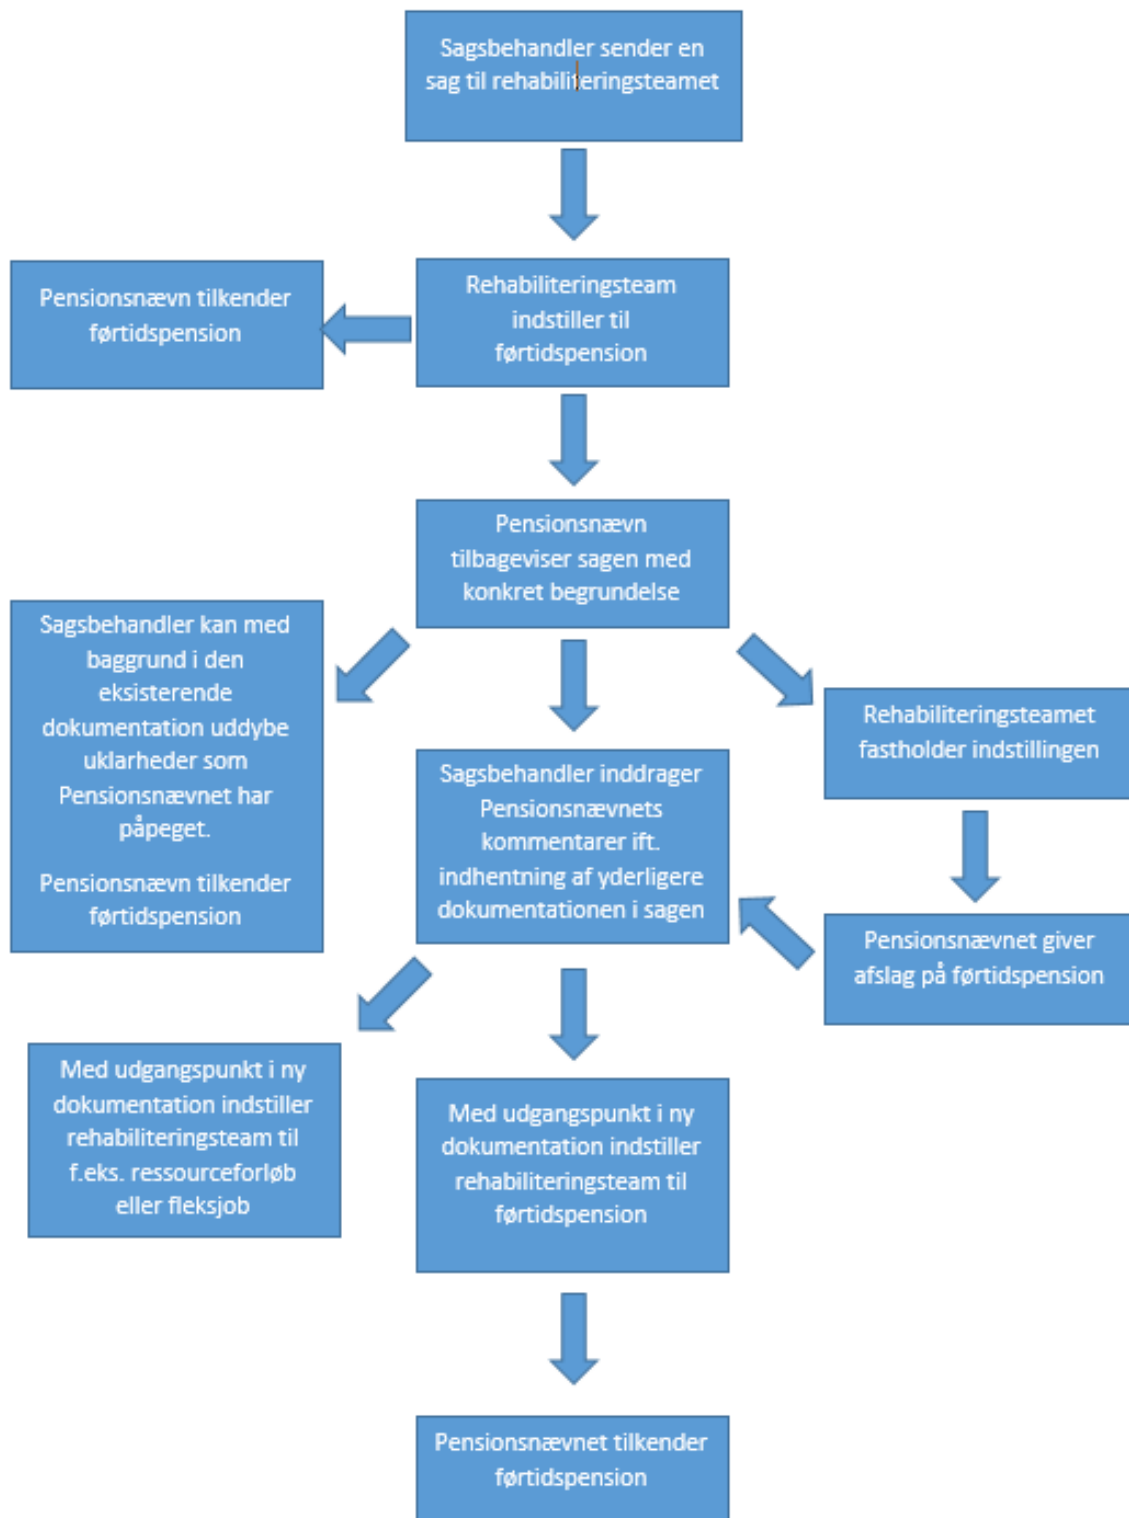 Sagsbehandler sender en
sag til rehabiliteringsteamet
Pensionsnævn tilkender
førtidspension
Rehabiliteringsteam
indstiller til
førtidspension
Pensionsnævn
tilbageviser sagen med
konkret begrundelse
Sagsbehandler kan med
baggrund i den
eksisterende
dokumentation uddybe
uklarheder som
Pensionsnævnet har
påpeget.
Pensionsnævn tilkender
førtidspension
Sagsbehandler inddrager
Pensionsnævnets
kommentarer ift.
indhentning af yderligere
dokumentationen i sagen
Rehabiliteringsteamet
fastholder indstillingen
Pensionsnævnet giver
afslag på førtidspension
Med udgangspunkt i ny
dokumentation indstiller
rehabiliteringsteam til
f.eks. ressourceforløb
eller fleksjob
Med udgangspunkt i ny
dokumentation indstiller
rehabiliteringsteam til
førtidspension
Pensionsnævnet tilkender
førtidspension